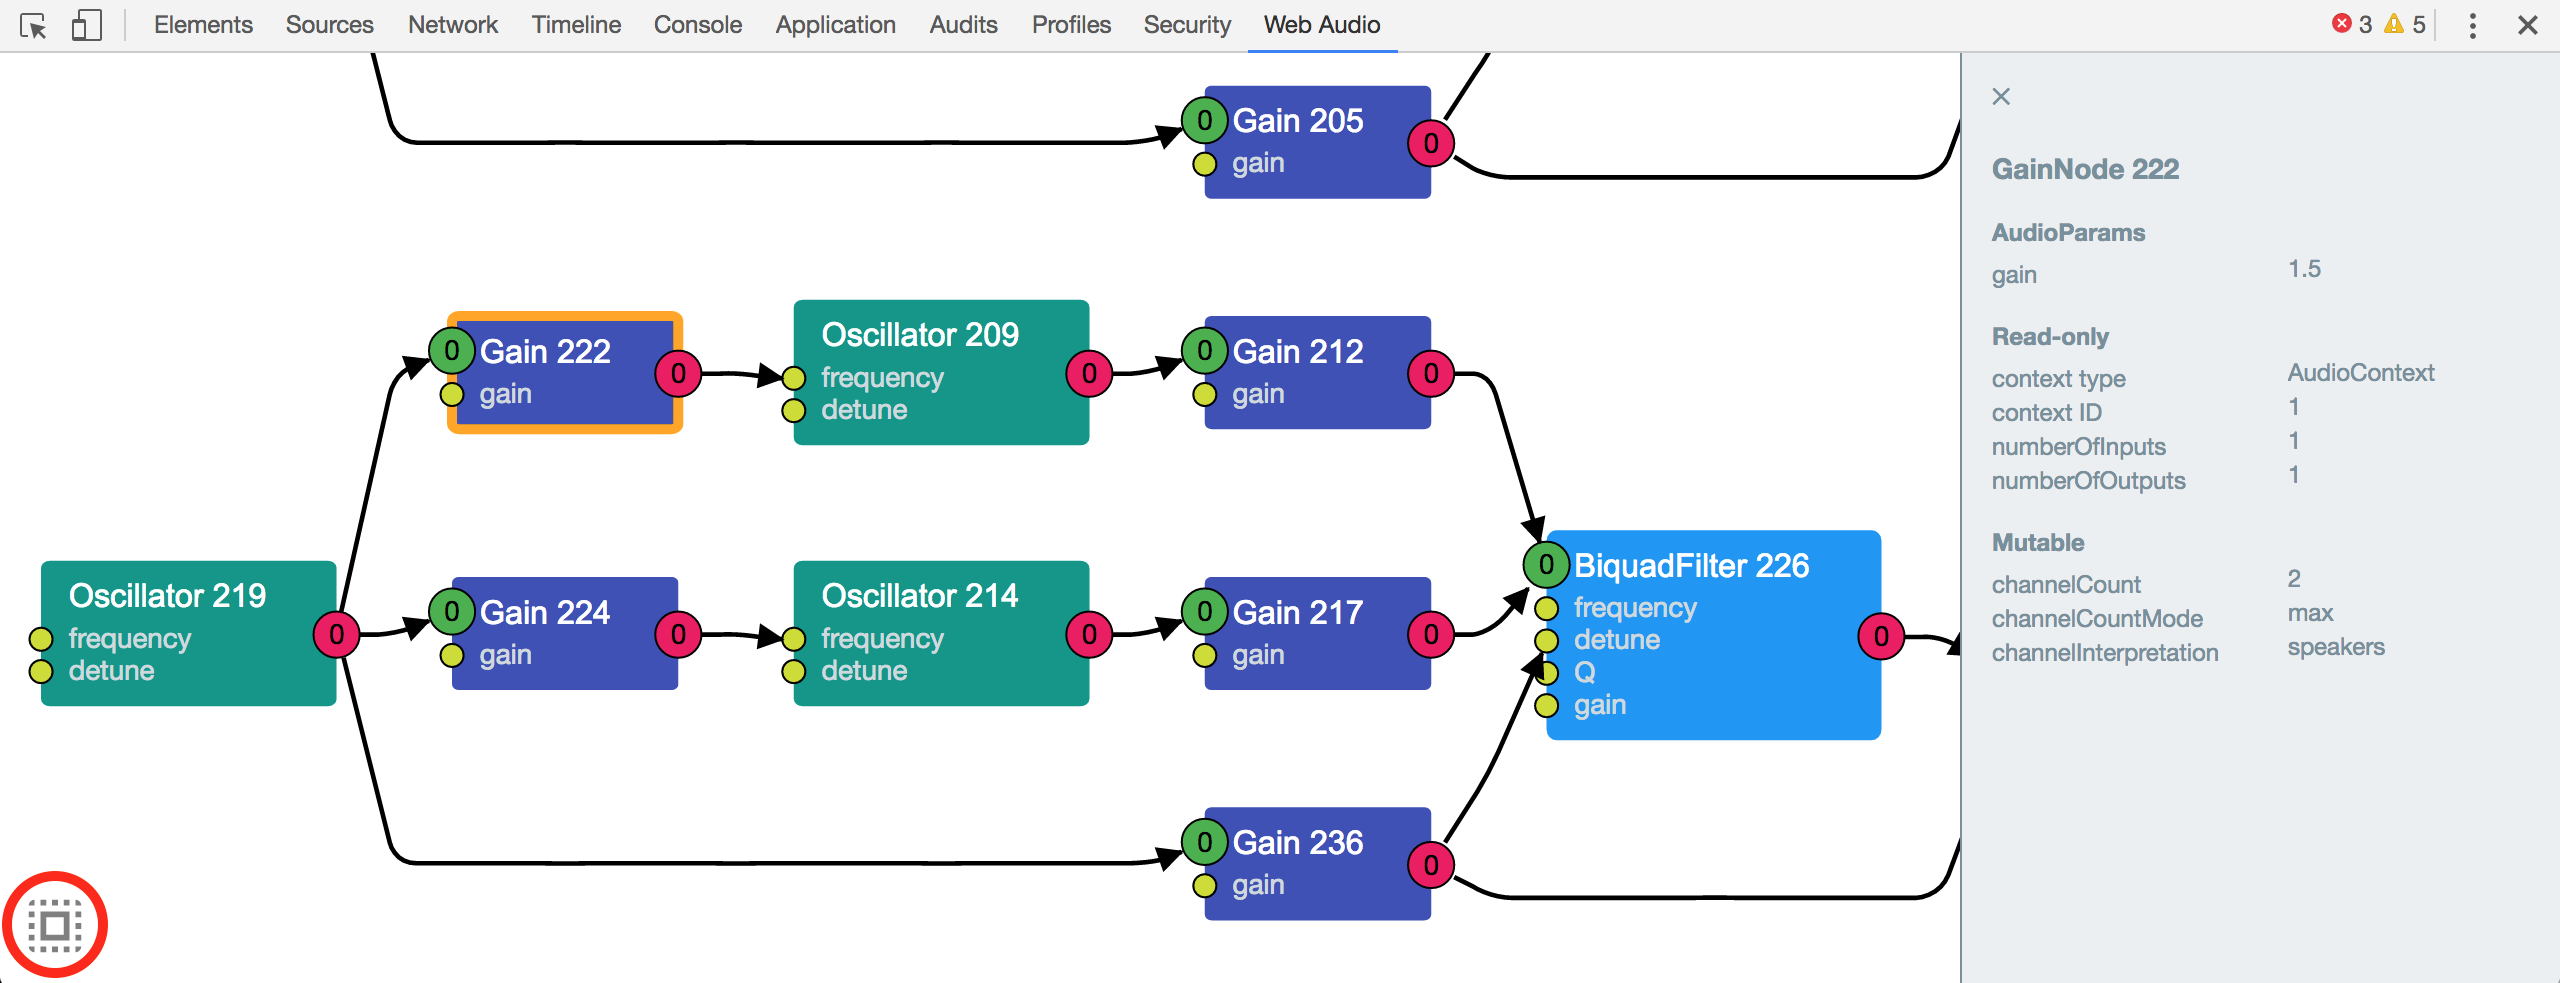 Elements Sources Network Timeline Console Application Audits Profiles Security Web Audio 3 5
0 Gain 205 0
gain
0 Gain 222 0
gain
Oscillator 209
frequency 0
detune
0 Gain 212 0
gain
Oscillator 219
frequency 0
detune
0 Gain 224 0
gain
Oscillator 214
frequency 0
detune
0 Gain 217 0
gain
0 BiquadFilter 226
frequency
detune 0
Q
gain
0 Gain 236 0
gain
GainNode 222
AudioParams
gain 1.5
Read-only
context type AudioContext
context ID 1
numberOfInputs 1
numberOfOutputs 1
Mutable
channelCount 2
channelCountMode max
channelInterpretation speakers